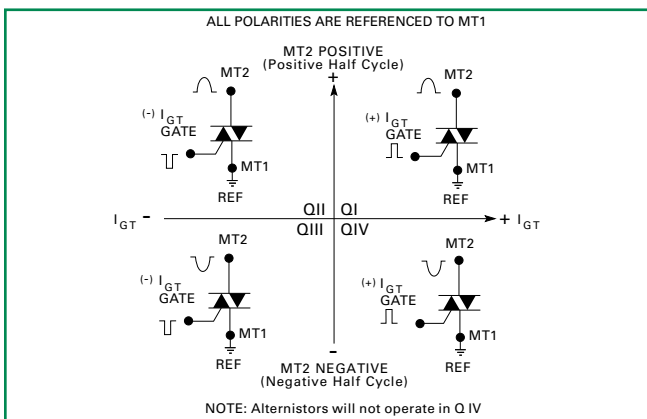 ALL POLARITIES ARE REFERENCED TO MT1
MT2 POSITIVE
(Positive Half Cycle)
+
MT2
(-) IGT
GATE
MT1
REF
MT2
(+) IGT
GATE
MT1
REF
IGT -
QII QI
QIII QIV
+ IGT
MT2
(-) IGT
GATE
MT1
REF
MT2
(+) IGT
GATE
MT1
REF
-
MT2 NEGATIVE
(Negative Half Cycle)
NOTE: Alternistors will not operate in Q IV